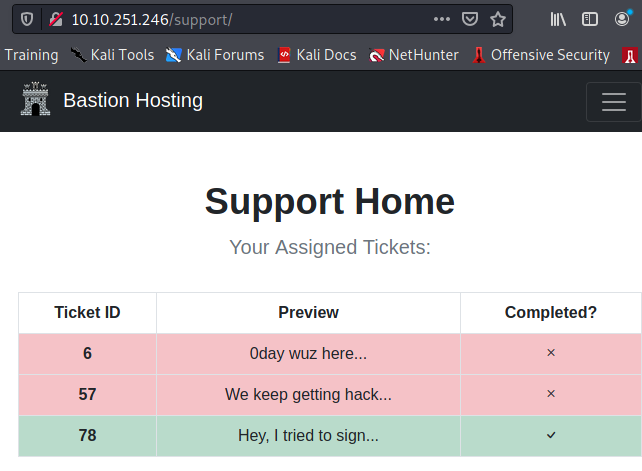 10.10.251.246/support/
Training Kali Tools Kali Forums Kali Docs NetHunter Offensive Security
Bastion Hosting
Support Home
Your Assigned Tickets:
Ticket ID Preview Completed?
6 0day wuz here... ×
57 We keep getting hack... ×
78 Hey, I tried to sign... ✓